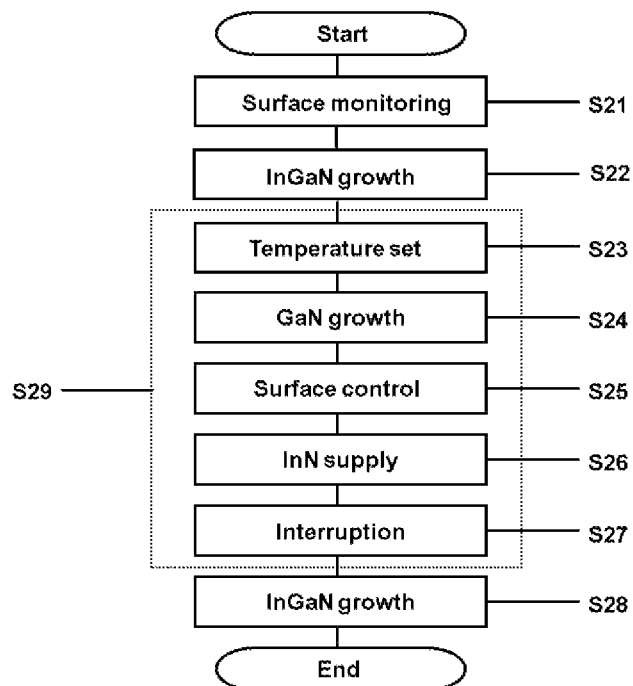 Start
Surface monitoring
S21
InGaN growth
S22
Temperature set
S23
GaN growth
S24
S29
Surface control
S25
InN supply
S26
Interruption
S27
InGaN growth
S28
End